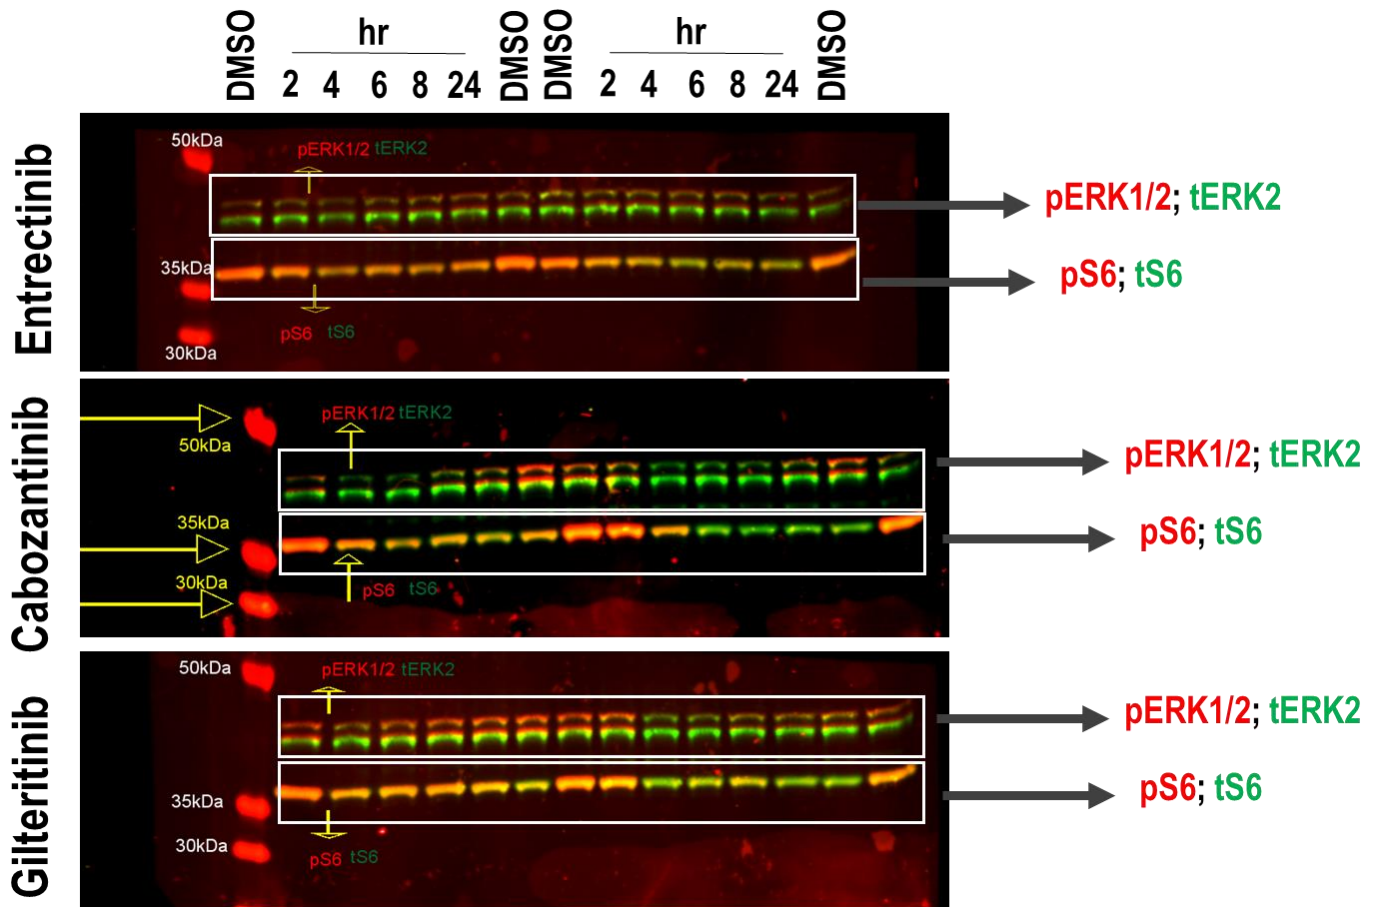 DMSO hr DMSO DMSO hr DMSO
2 4 6 8 24 2 4 6 8 24
Entrectinib
50kDa
pERK1/2 tERK2
pERK1/2; tERK2
35kDa
pS6; tS6
pS6 tS6
30kDa
Cabozantinib
pERK1/2 tERK2
50kDa
pERK1/2; tERK2
35kDa
pS6; tS6
30kDa
pS6 tS6
Gilteritinib
50kDa
pERK1/2 tERK2
pERK1/2; tERK2
35kDa
pS6; tS6
30kDa
pS6 tS6